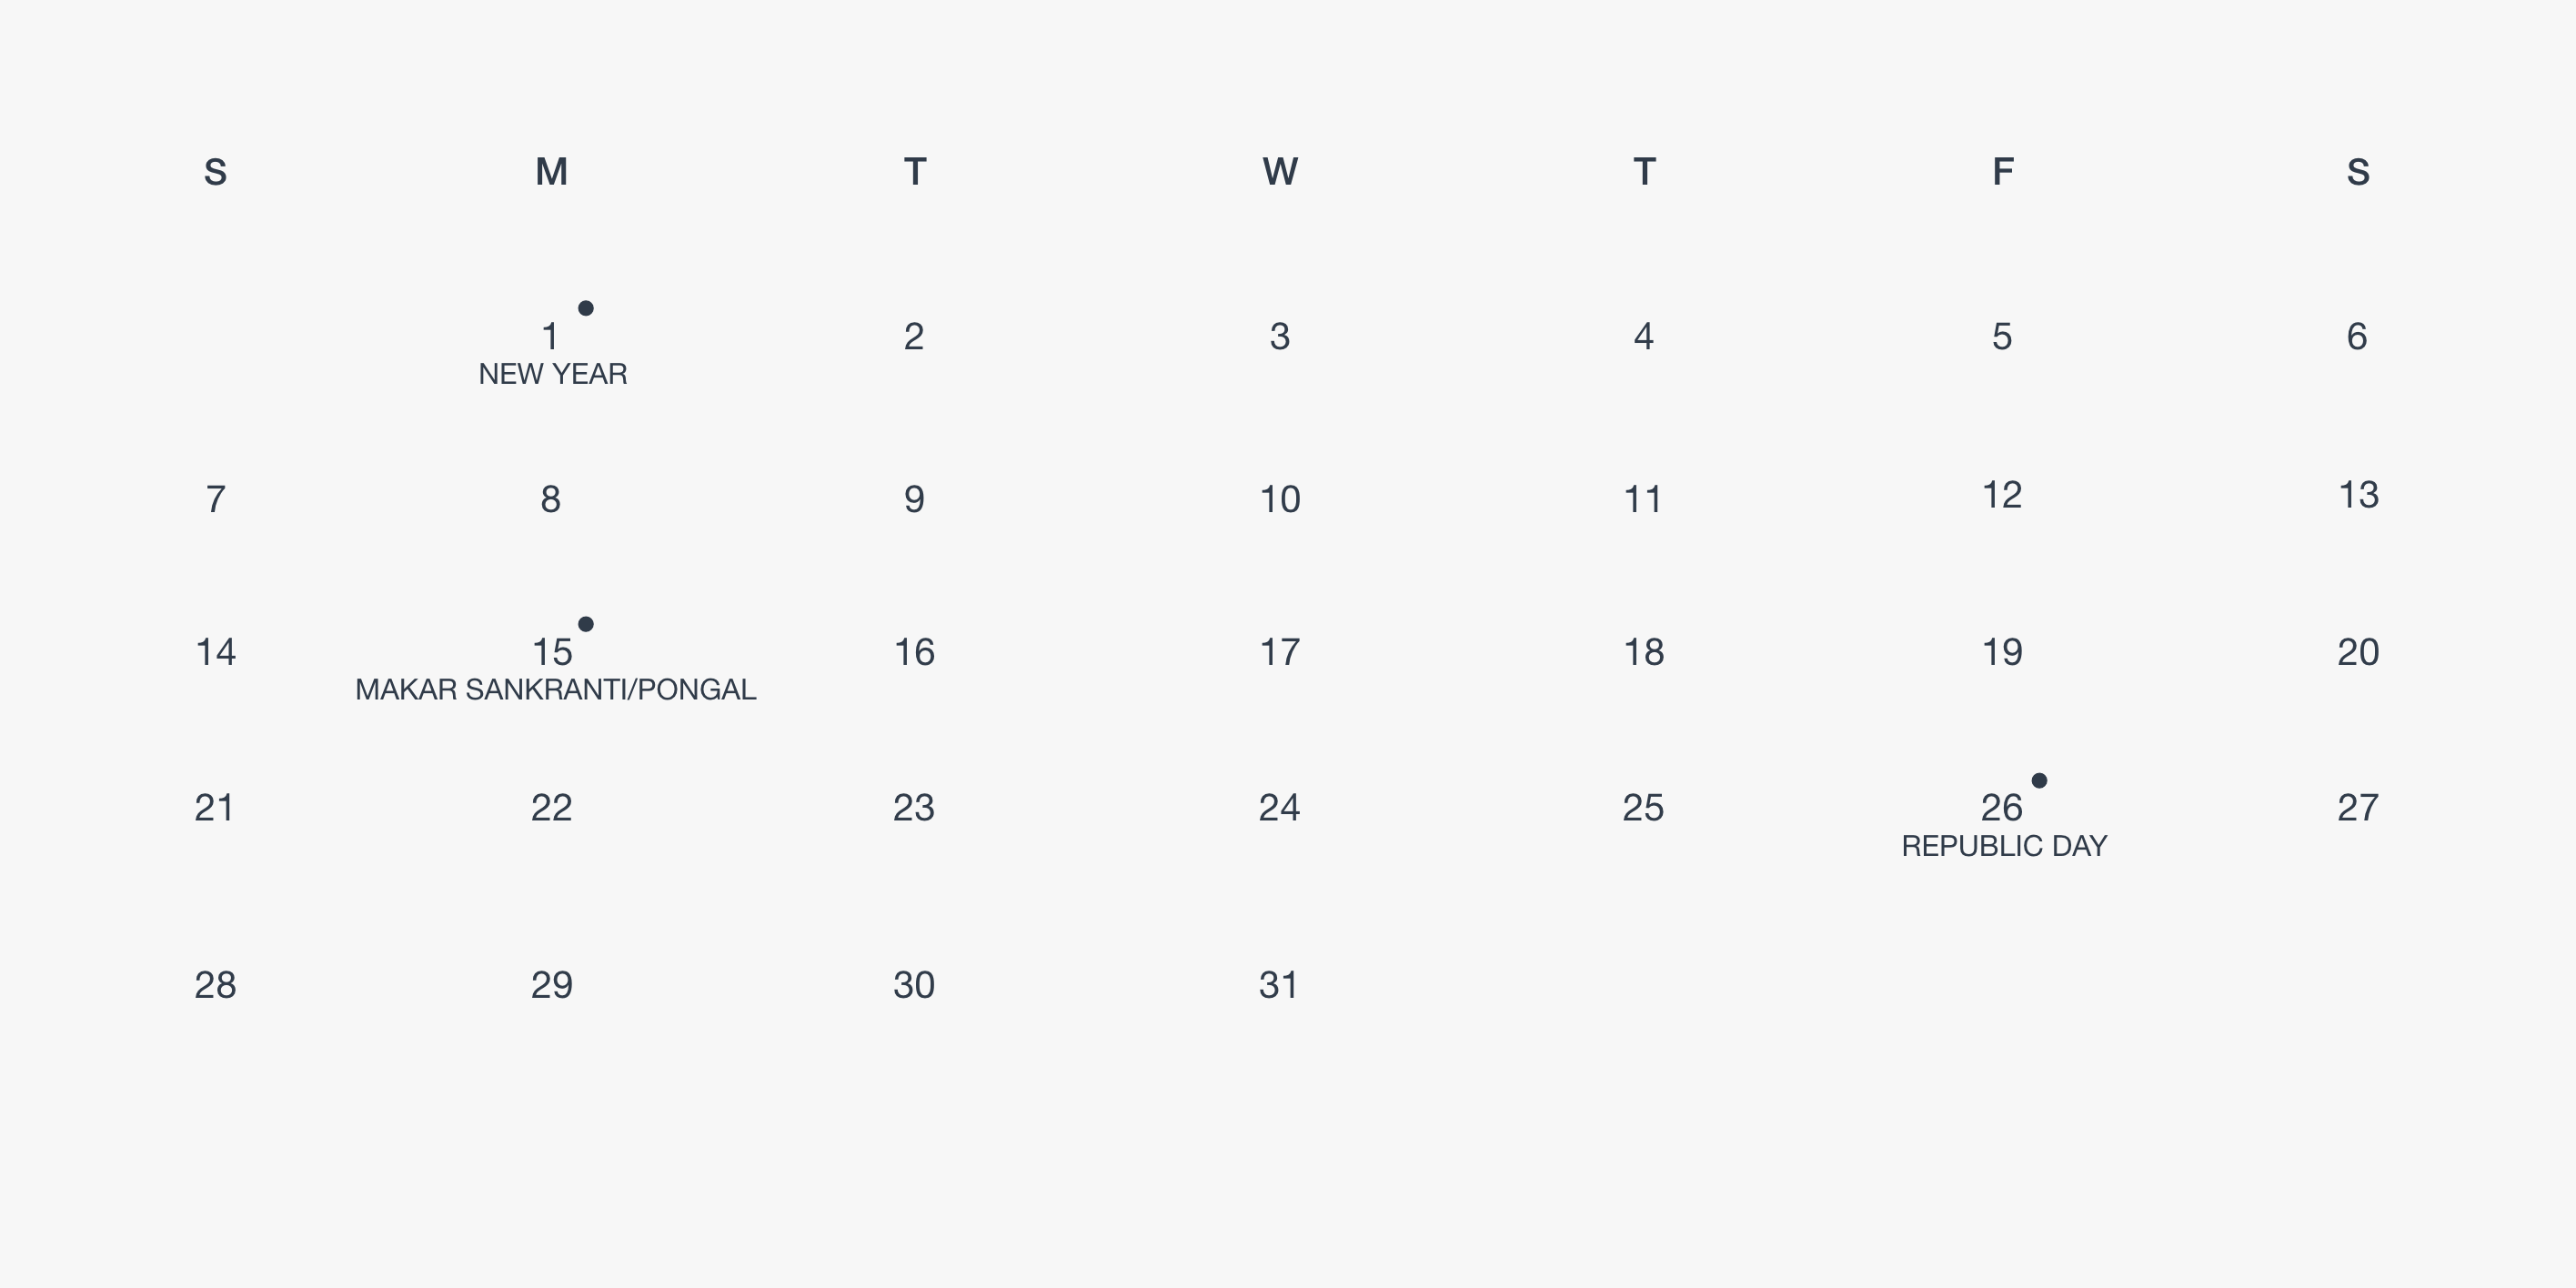 S M T W T F S
1 2 3 4 5 6
NEW YEAR
7 8 9 10 11 12 13
14 15 16 17 18 19 20
MAKAR SANKRANTI/PONGAL
21 22 23 24 25 26 27
REPUBLIC DAY
28 29 30 31